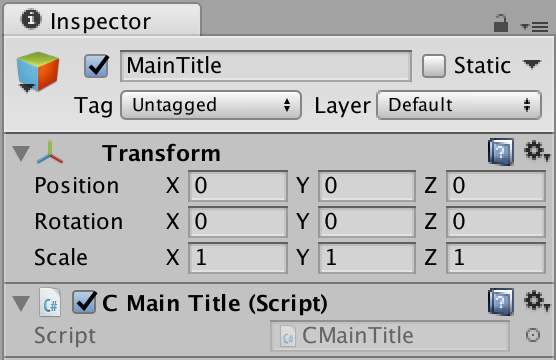 Inspector
MainTitle Static
Tag Untagged Layer Default
Transform
Position X 0 Y 0 Z 0
Rotation X 0 Y 0 Z 0
Scale X 1 Y 1 Z 1
C# C Main Title (Script)
Script C# CMainTitle